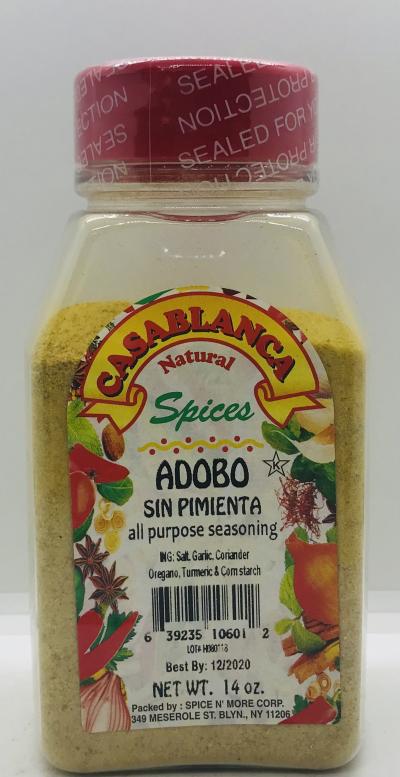 SEALED FOR YOUR PROTECTION
CASABLANCA
Natural
Spices
ADOBO
K
SIN PIMIENTA
all purpose seasoning
ING: Salt, Garlic, Coriander
Oregano, Turmeric & Corn starch
6 39235 10601 2
Best By: 12/2020
NET WT. 14 oz.
Packed by : SPICE N' MORE CORP.
349 MESEROLE ST. BLYN., NY 11206